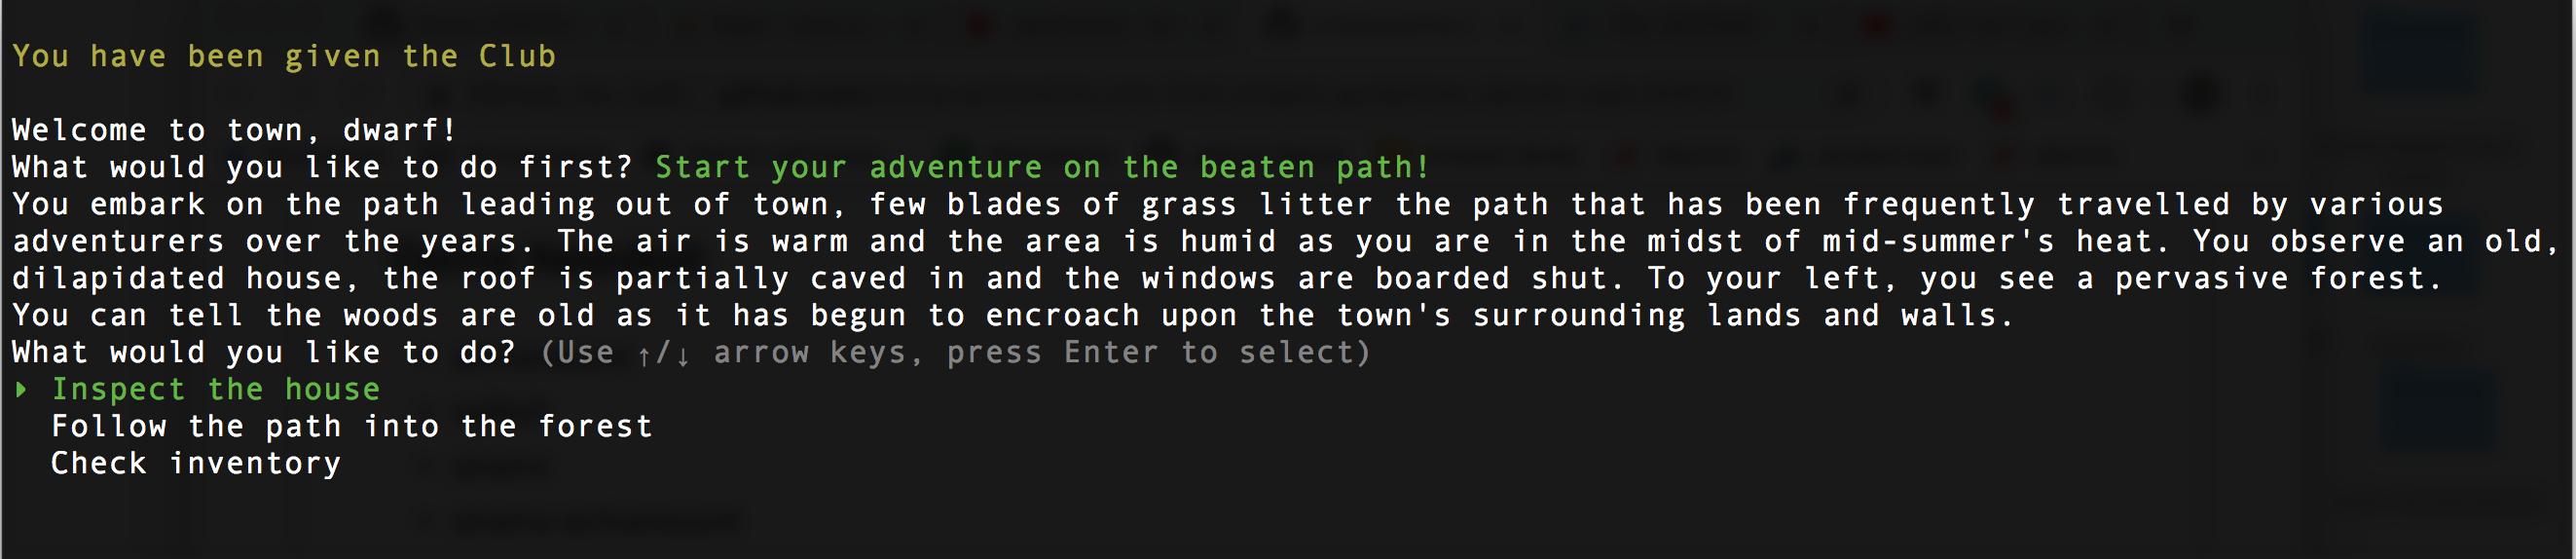 You have been given the Club
Welcome to town, dwarf!
What would you like to do first? Start your adventure on the beaten path!
You embark on the path leading out of town, few blades of grass litter the path that has been frequently travelled by various
adventurers over the years. The air is warm and the area is humid as you are in the midst of mid-summer's heat. You observe an old,
dilapidated house, the roof is partially caved in and the windows are boarded shut. To your left, you see a pervasive forest.
You can tell the woods are old as it has begun to encroach upon the town's surrounding lands and walls.
What would you like to do? (Use ↑/↓ arrow keys, press Enter to select)
▸ Inspect the house
Follow the path into the forest
Check inventory